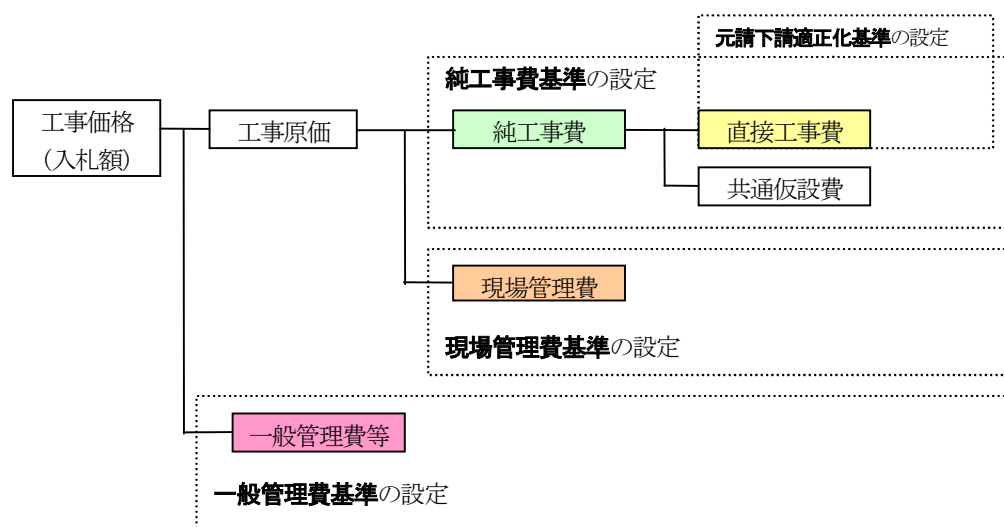 元請下請適正化基準の設定
純工事費基準の設定
工事価格
(入札額)
工事原価
純工事費
直接工事費
共通仮設費
現場管理費
現場管理費基準の設定
一般管理費等
一般管理費基準の設定